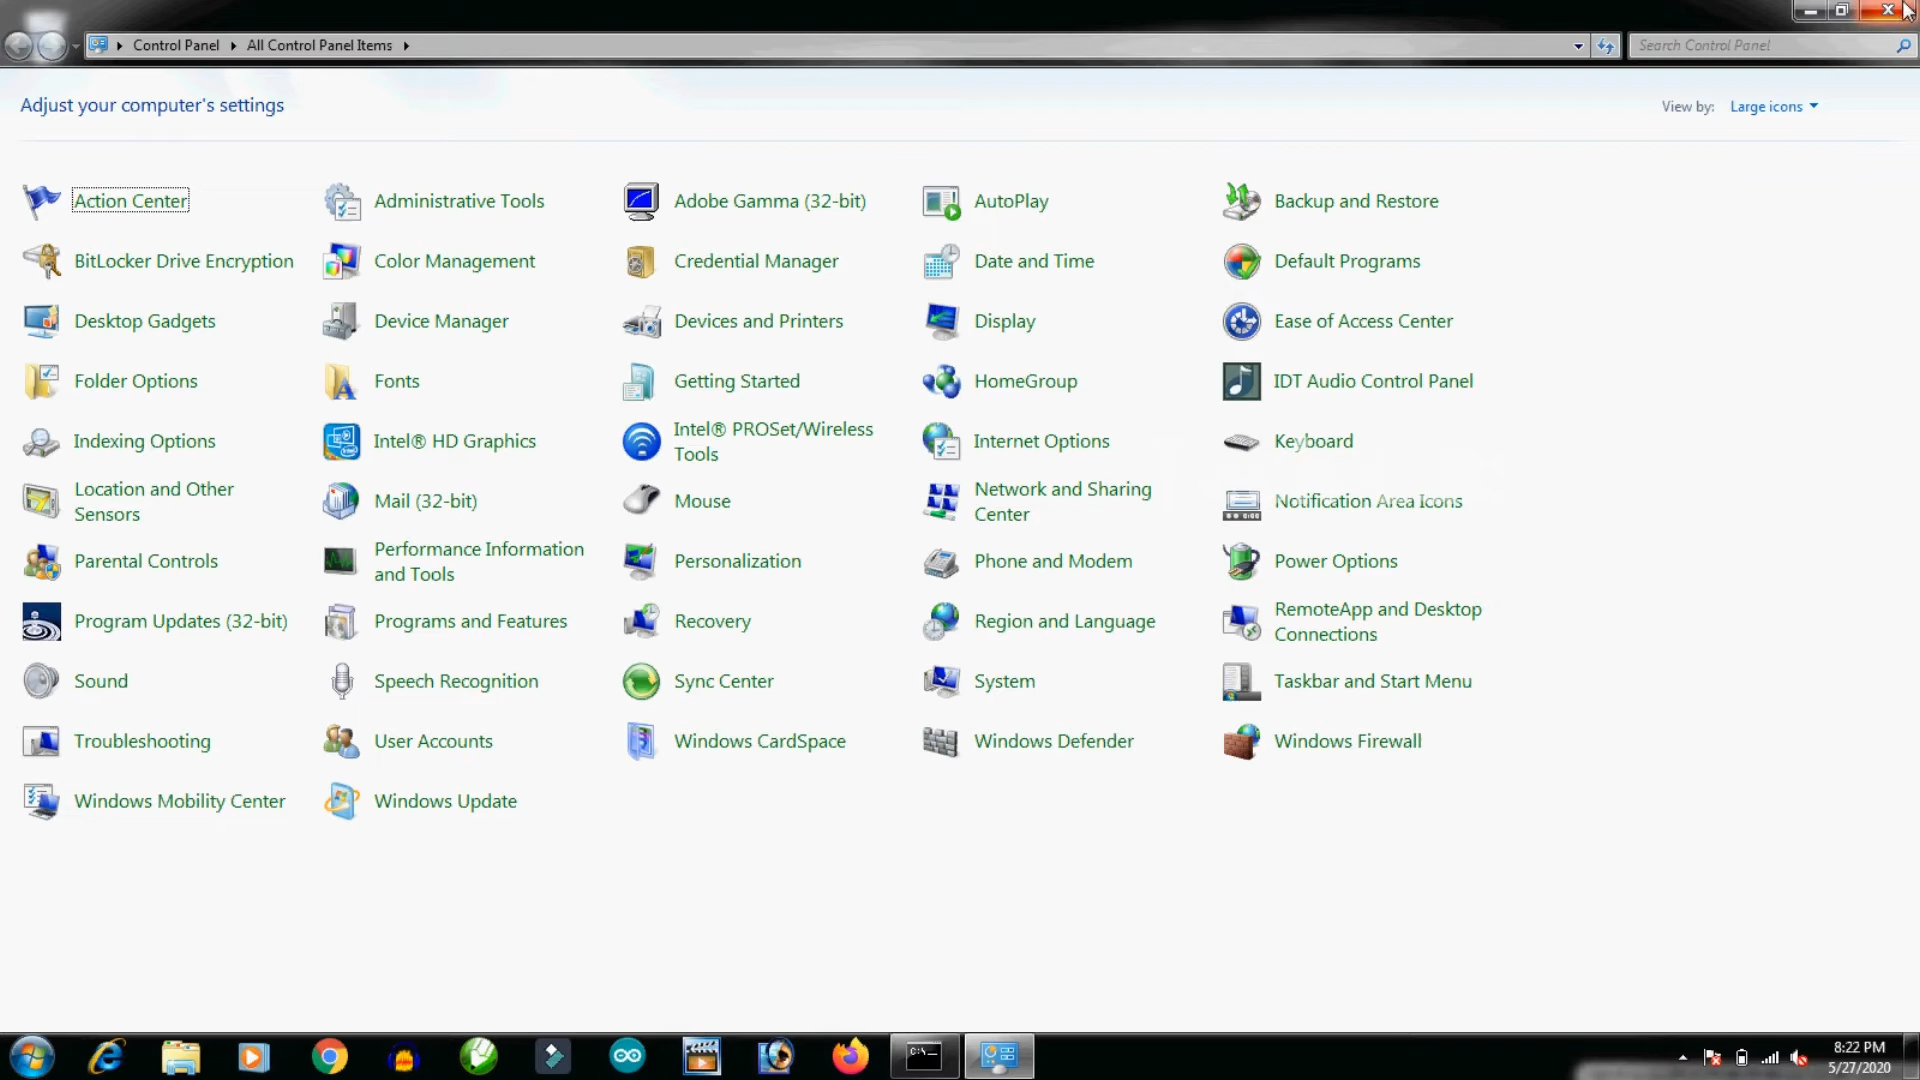 Control Panel All Control Panel Items
Search Control Panel
Adjust your computer's settings
View by: Large icons
Action Center
Administrative Tools
Adobe Gamma (32-bit)
AutoPlay
Backup and Restore
BitLocker Drive Encryption
Color Management
Credential Manager
Date and Time
Default Programs
Desktop Gadgets
Device Manager
Devices and Printers
Display
Ease of Access Center
Folder Options
Fonts
Getting Started
HomeGroup
IDT Audio Control Panel
Indexing Options
Intel® HD Graphics
Intel® PROSet/Wireless
Tools
Internet Options
Keyboard
Location and Other
Sensors
Mail (32-bit)
Mouse
Network and Sharing
Center
Notification Area Icons
Parental Controls
Performance Information
and Tools
Personalization
Phone and Modem
Power Options
Program Updates (32-bit)
Programs and Features
Recovery
Region and Language
RemoteApp and Desktop
Connections
Sound
Speech Recognition
Sync Center
System
Taskbar and Start Menu
Troubleshooting
User Accounts
Windows CardSpace
Windows Defender
Windows Firewall
Windows Mobility Center
Windows Update
8:22 PM
5/27/2020